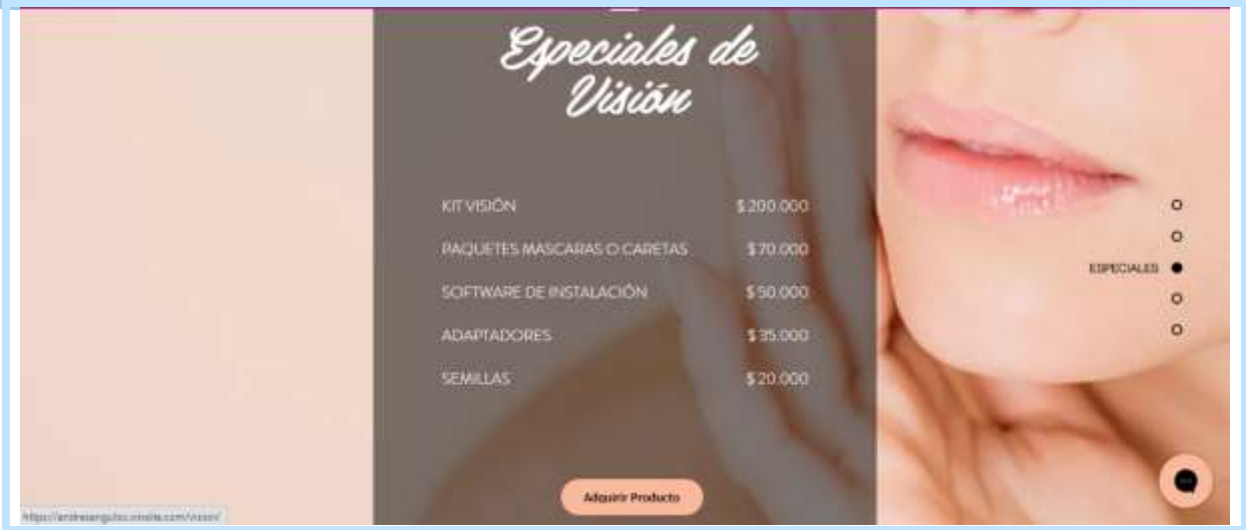 Especiales de
Visión
KIT VISIÓN $ 200.000
PAQUETES MASCARAS O CARETAS $ 70.000
SOFTWARE DE INSTALACIÓN $ 50.000
ADAPTADORES $ 35.000
SEMILLAS $ 20.000
ESPECIALES
Adquirir Producto